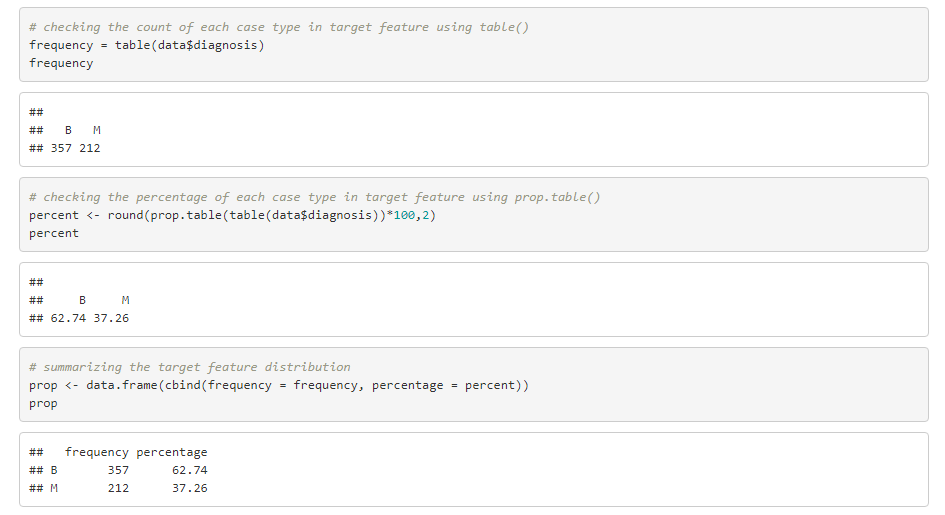 # checking the count of each case type in target feature using table()
frequency = table(data$diagnosis)
frequency
##
##   B   M
## 357 212
# checking the percentage of each case type in target feature using prop.table()
percent <- round(prop.table(table(data$diagnosis))*100,2)
percent
##
##     B     M
## 62.74 37.26
# summarizing the target feature distribution
prop <- data.frame(cbind(frequency = frequency, percentage = percent))
prop
##   frequency percentage
## B       357      62.74
## M       212      37.26